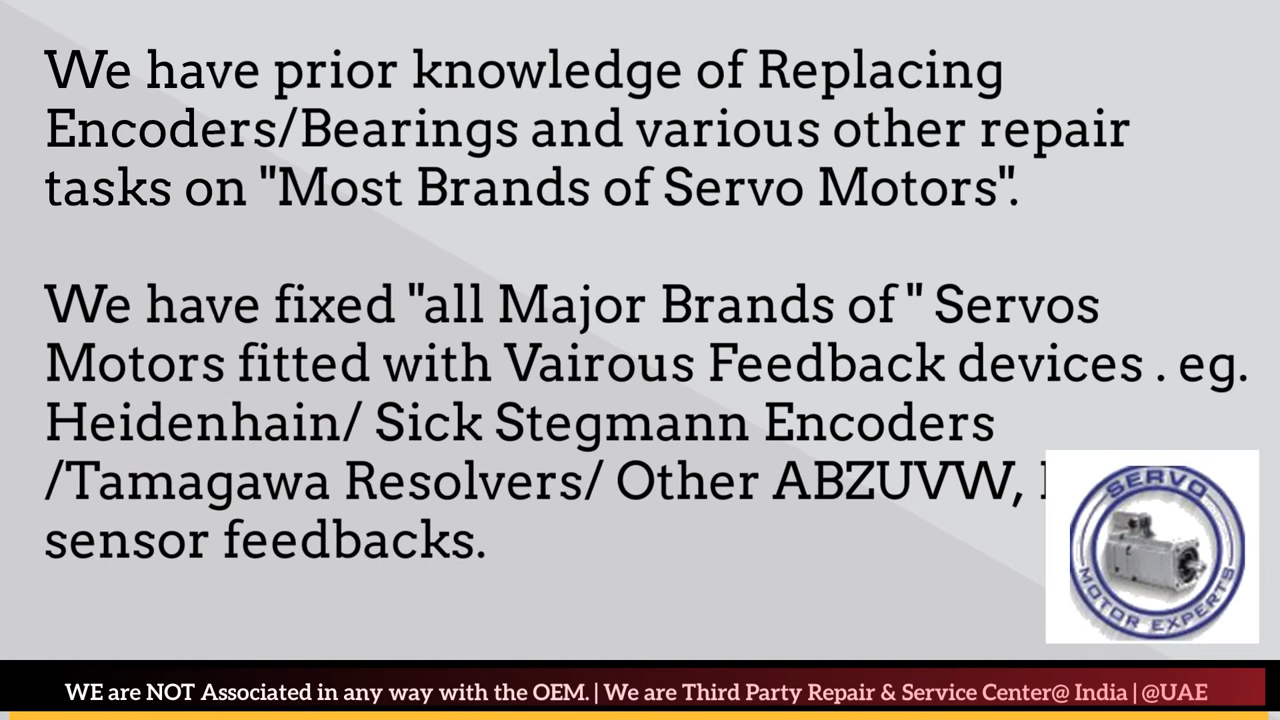 We have prior knowledge of Replacing
Encoders/Bearings and various other repair
tasks on "Most Brands of Servo Motors".
We have fixed "all Major Brands of " Servos
Motors fitted with Vairous Feedback devices . eg.
Heidenhain/ Sick Stegmann Encoders
/Tamagawa Resolvers/ Other ABZUVW,
sensor feedbacks.
SERVO
MOTOR EXPERTS
WE are NOT Associated in any way with the OEM. | We are Third Party Repair & Service Center@ India | @UAE